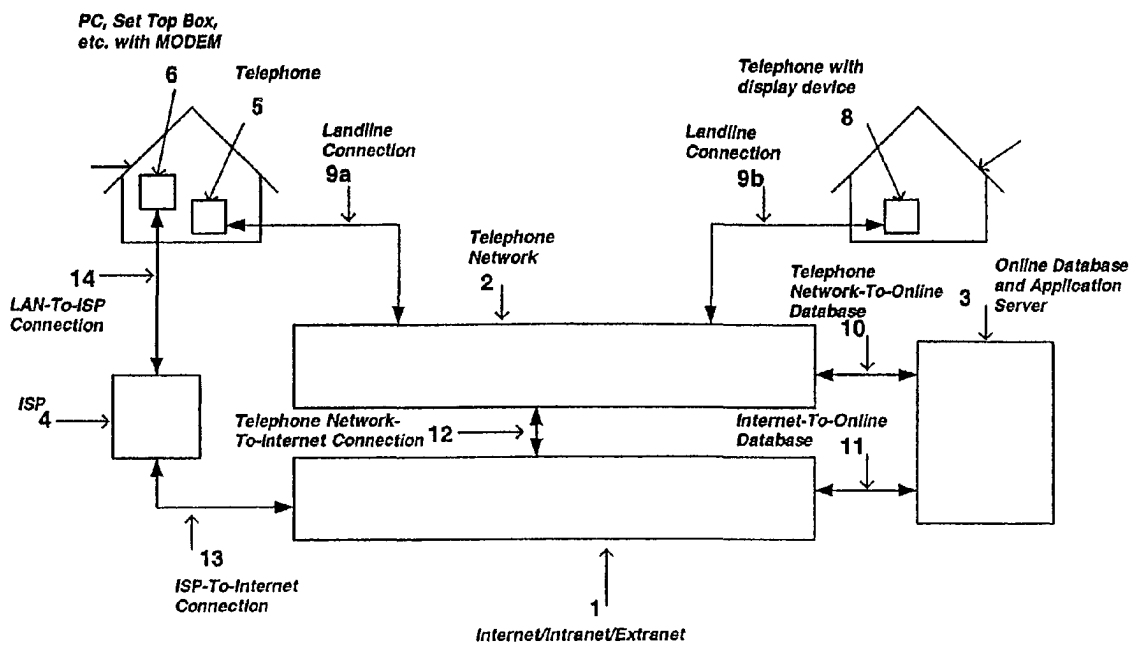 PC, Set Top Box,
etc. with MODEM
6
Telephone
5
Landline
Connection
9a
Telephone with
display device
8
Landline
Connection
9b
Telephone
Network
2
14
LAN-To-ISP
Connection
Telephone
Network-To-Online
Database
10
Online Database
and Application
Server
3
ISP
4
Telephone Network-
To-Internet Connection
12
Internet-To-Online
Database
11
13
ISP-To-Internet
Connection
1
Internet/Intranet/Extranet